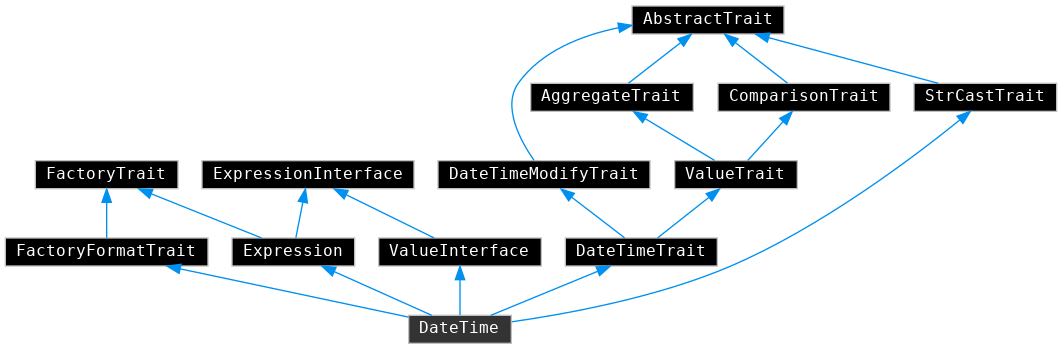 AbstractTrait
AggregateTrait
ComparisonTrait
StrCastTrait
FactoryTrait
ExpressionInterface
DateTimeModifyTrait
ValueTrait
FactoryFormatTrait
Expression
ValueInterface
DateTimeTrait
DateTime